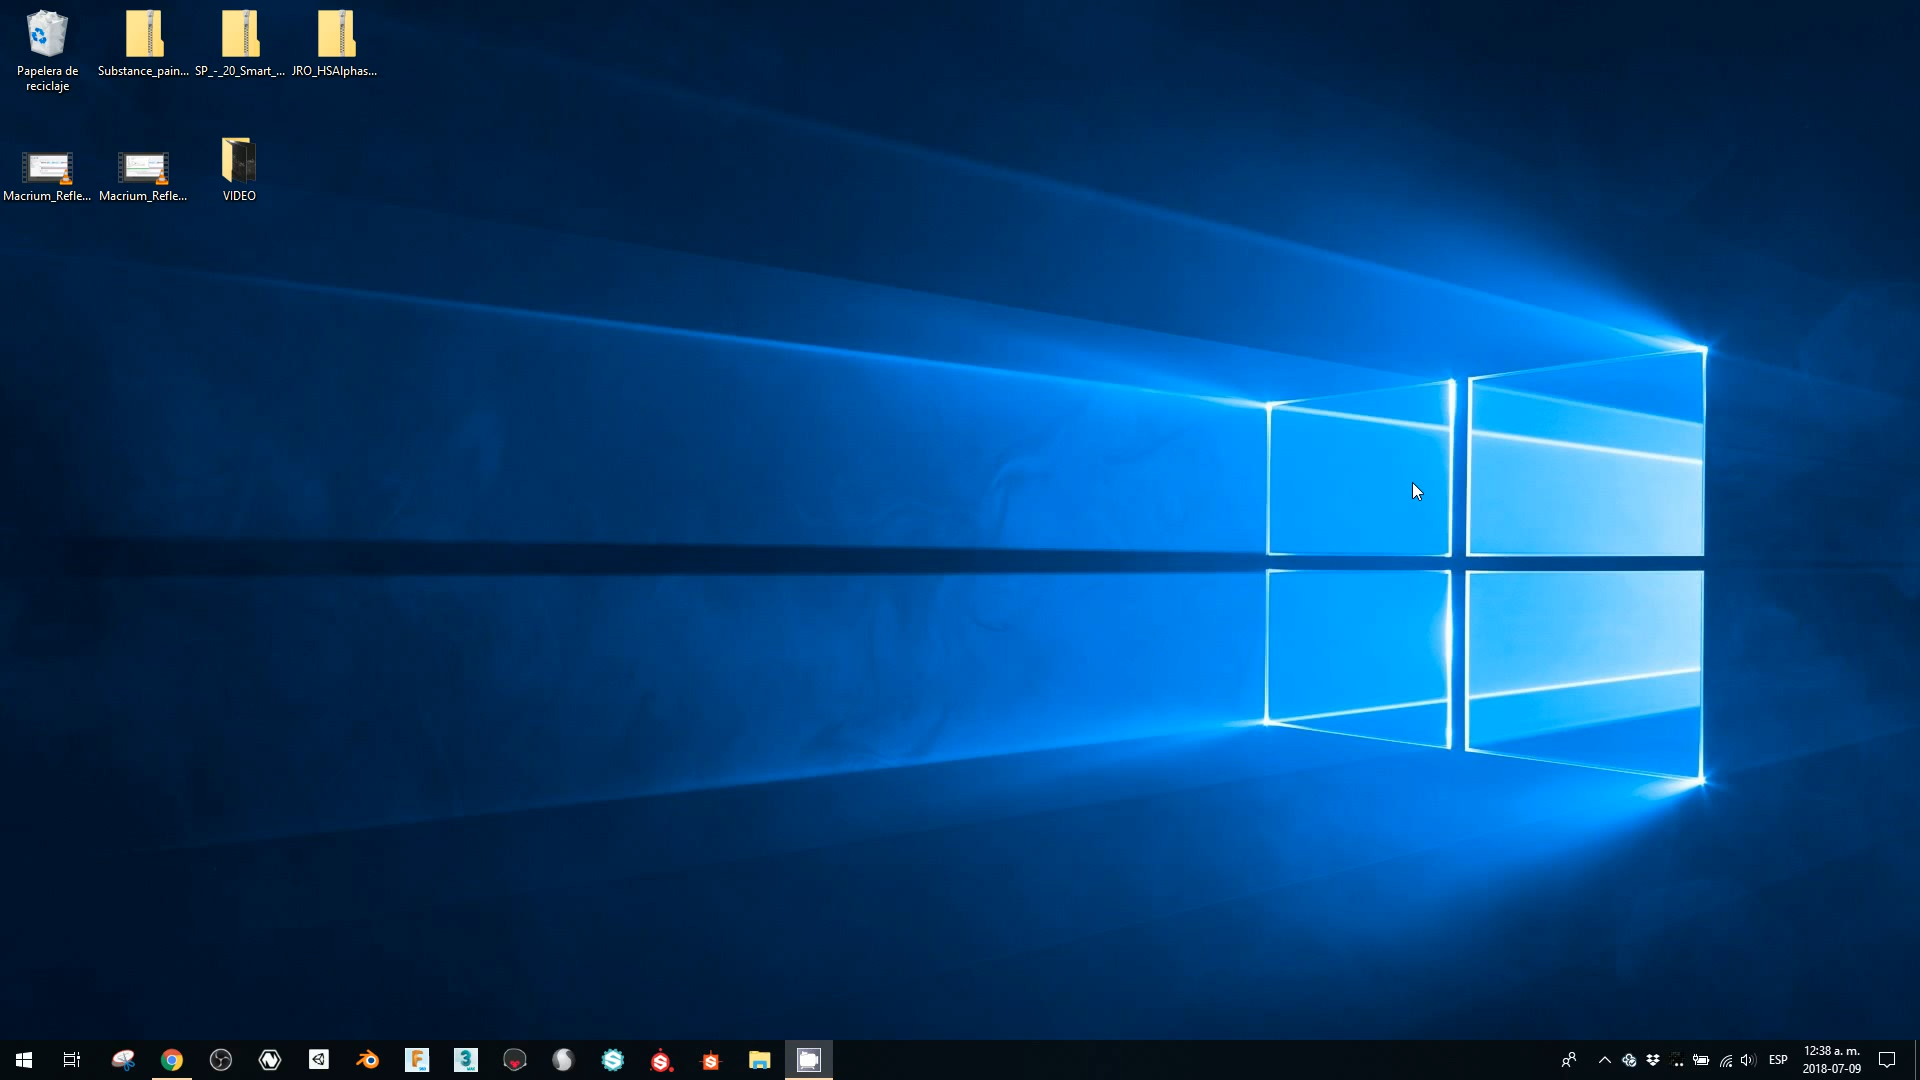 Papelera de
reciclaje
Substance_pain...
SP_-_20_Smart_...
JRO_HSAlphas...
Macrium_Refle...
Macrium_Refle...
VIDEO
ESP
12:38 a. m.
2018-07-09